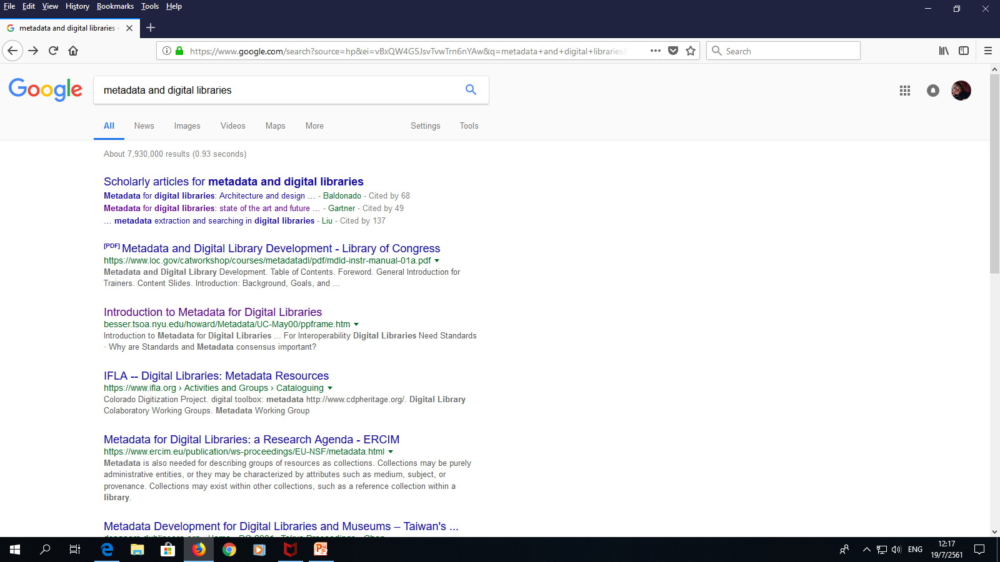 File Edit View History Bookmarks Tools Help
metadata and digital libraries -
https://www.google.com/search?source=hp&ei=vBxQW4G5JsvTvwTrn6nYAw&q=metadata+and+digital+libraries
Search
Google
metadata and digital libraries
All News Images Videos Maps More Settings Tools
About 7,930,000 results (0.93 seconds)
Scholarly articles for metadata and digital libraries
Metadata for digital libraries: Architecture and design ... - Baldonado - Cited by 68
Metadata for digital libraries: state of the art and future ... - Gartner - Cited by 49
... metadata extraction and searching in digital libraries - Liu - Cited by 137
[PDF] Metadata and Digital Library Development - Library of Congress
https://www.loc.gov/catworkshop/courses/metadatadl/pdf/mdld-instr-manual-01a.pdf
Metadata and Digital Library Development. Table of Contents. Foreword. General Introduction for
Trainers. Content Slides. Introduction: Background, Goals, and ...
Introduction to Metadata for Digital Libraries
besser.tsoa.nyu.edu/howard/Metadata/UC-May00/ppframe.htm
Introduction to Metadata for Digital Libraries ... For Interoperability Digital Libraries Need Standards
· Why are Standards and Metadata consensus important?
IFLA -- Digital Libraries: Metadata Resources
https://www.ifla.org › Activities and Groups › Cataloguing
Colorado Digitization Project. digital toolbox: metadata http://www.cdpheritage.org/. Digital Library
Colaboratory Working Groups. Metadata Working Group
Metadata for Digital Libraries: a Research Agenda - ERCIM
https://www.ercim.eu/publication/ws-proceedings/EU-NSF/metadata.html
Metadata is also needed for describing groups of resources as collections. Collections may be purely
administrative entities, or they may be characterized by attributes such as medium, subject, or
provenance. Collections may exist within other collections, such as a reference collection within a
library.
Metadata Development for Digital Libraries and Museums – Taiwan's ...
ENG
12:17
19/7/2561